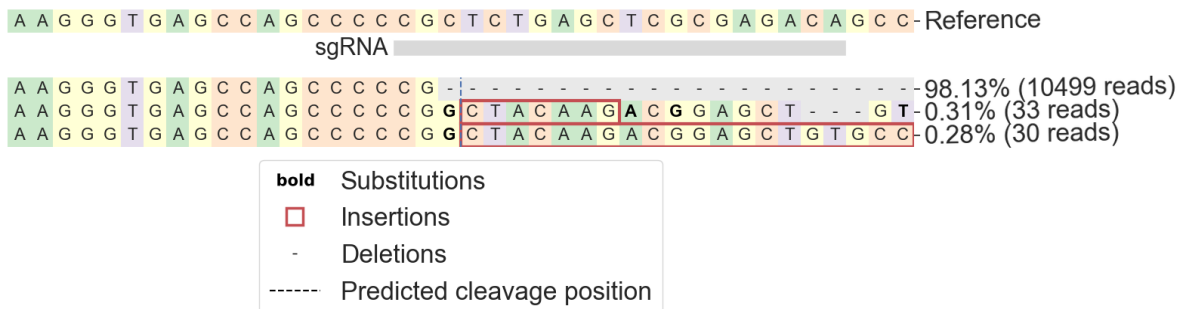 A A G G G T G A G C C A G C C C C C G C T C T G A G C T C G C G A G A C A G C C - Reference
sgRNA
A A G G G T G A G C C A G C C C C C G - - - - - - - - - - - - - - - - - - - - - - 98.13% (10499 reads)
A A G G G T G A G C C A G C C C C C G G C T A C A A G A C G G A G C T - - - G T - 0.31% (33 reads)
A A G G G T G A G C C A G C C C C C G G C T A C A A G A C G G A G C T G T G C C - 0.28% (30 reads)
bold Substitutions
Insertions
- Deletions
Predicted cleavage position